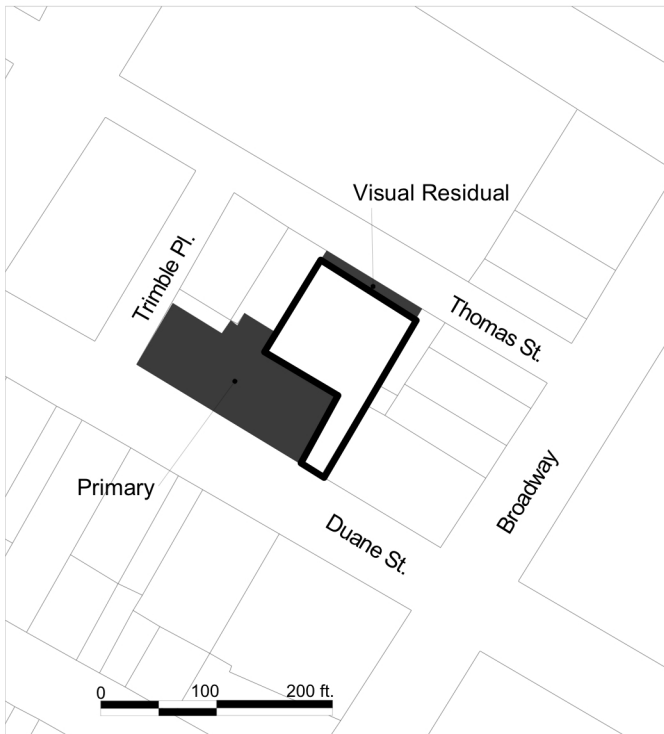 Visual Residual
Trimble Pl.
Thomas St.
Primary
Broadway
Duane St.
0 100 200 ft.